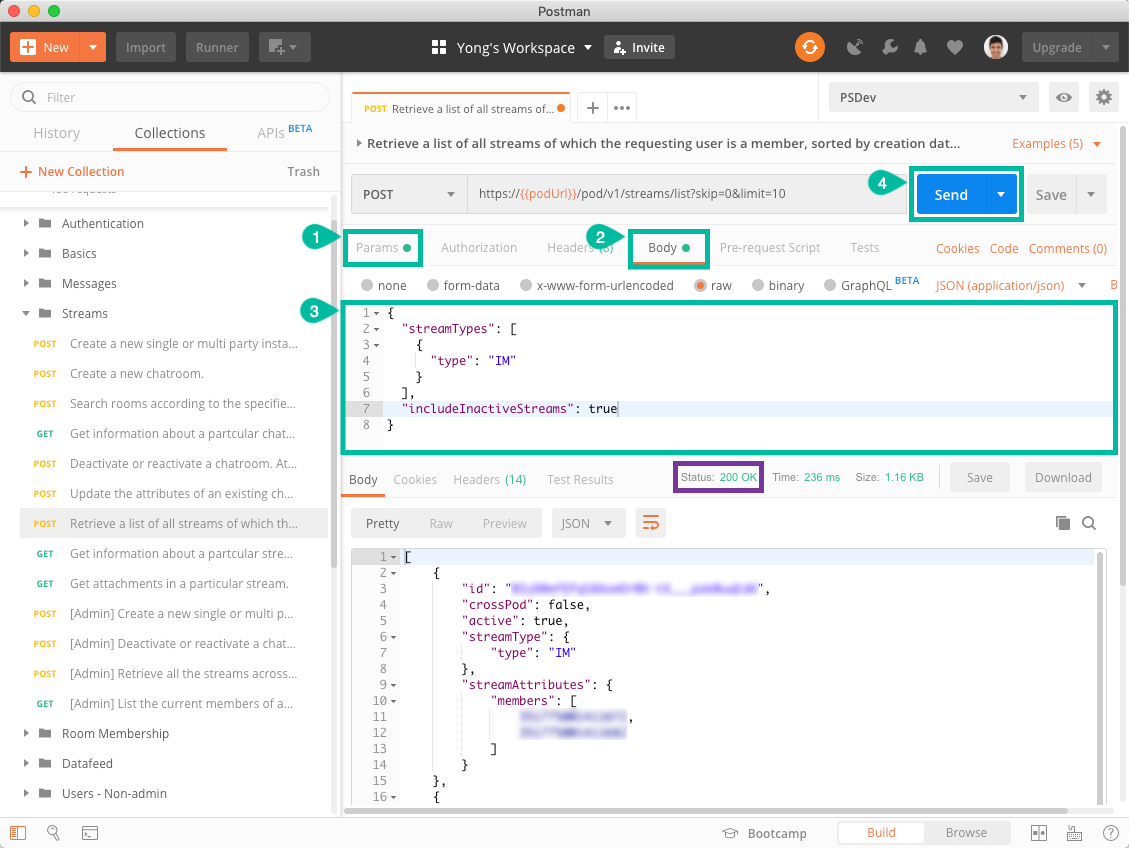 Postman
New
Import
Runner
Yong's Workspace
Invite
Upgrade
Filter
History
Collections
APIs BETA
New Collection
Trash
Authentication
Basics
Messages
Streams
POST Create a new single or multi party insta...
POST Create a new chatroom.
POST Search rooms according to the specifie...
GET Get information about a partcular chat...
POST Deactivate or reactivate a chatroom. At...
POST Update the attributes of an existing ch...
POST Retrieve a list of all streams of which th...
GET Get information about a partcular stre...
GET Get attachments in a particular stream.
POST [Admin] Create a new single or multi p...
POST [Admin] Deactivate or reactivate a chat...
POST [Admin] Retrieve all the streams across...
GET [Admin] List the current members of a...
Room Membership
Datafeed
Users - Non-admin
POST Retrieve a list of all streams of...
PSDev
Retrieve a list of all streams of which the requesting user is a member, sorted by creation dat...
Examples (5)
POST
https://{{podUrl}}/pod/v1/streams/list?skip=0&limit=10
4
Send
Save
1
Params
Authorization
Headers (8)
2
Body
Pre-request Script
Tests
Cookies Code Comments (0)
none form-data x-www-form-urlencoded raw binary GraphQL BETA JSON (application/json) B
3
1 {
2 "streamTypes": [
3 {
4 "type": "IM"
5 }
6 ],
7 "includeInactiveStreams": true
8 }
Body Cookies Headers (14) Test Results
Status: 200 OK Time: 236 ms Size: 1.16 KB
Save Download
Pretty Raw Preview JSON
1 [
2 {
3 "id": "
",
4 "crossPod": false,
5 "active": true,
6 "streamType": {
7 "type": "IM"
8 },
9 "streamAttributes": {
10 "members": [
11 ,
12
13 ]
14 }
15 },
16 {
Bootcamp
Build
Browse